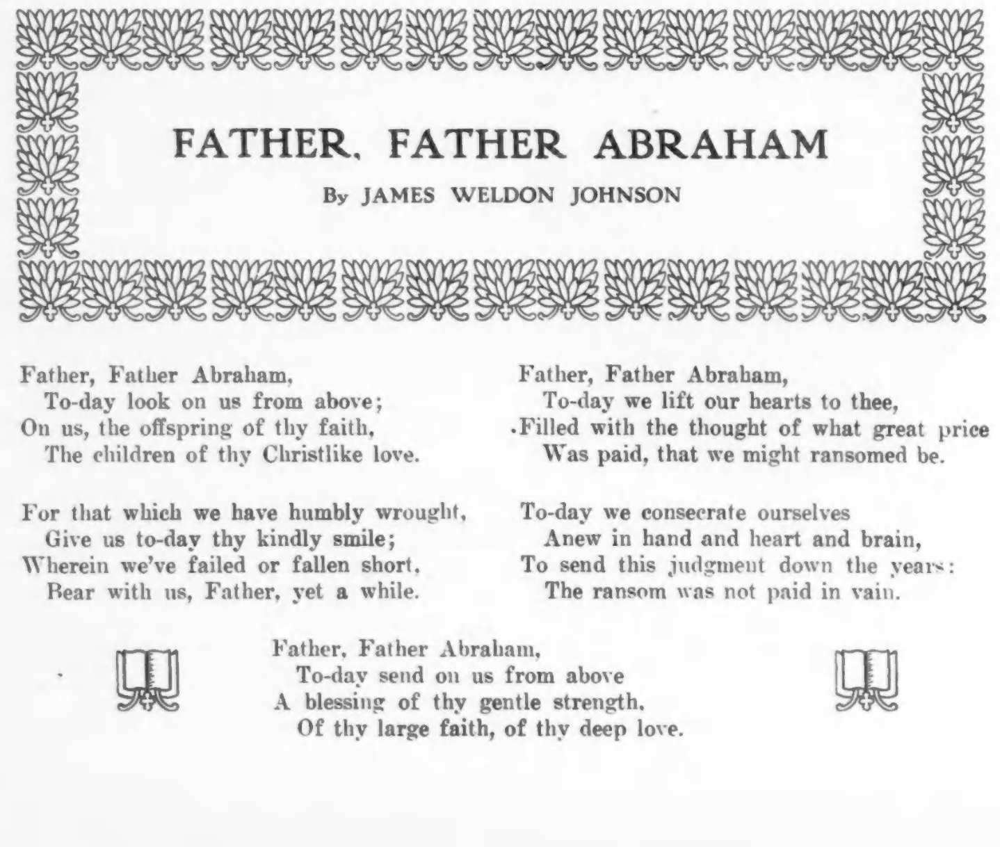 FATHER, FATHER ABRAHAM
By JAMES WELDON JOHNSON
Father, Father Abraham,
To-day look on us from above;
On us, the offspring of thy faith,
The children of thy Christlike love.
For that which we have humbly wrought,
Give us to-day thy kindly smile;
Wherein we've failed or fallen short,
Bear with us, Father, yet a while.
Father, Father Abraham,
To-day we lift our hearts to thee,
Filled with the thought of what great price
Was paid, that we might ransomed be.
To-day we consecrate ourselves
Anew in hand and heart and brain,
To send this judgment down the years:
The ransom was not paid in vain.
Father, Father Abraham,
To-day send on us from above
A blessing of thy gentle strength,
Of thy large faith, of thy deep love.